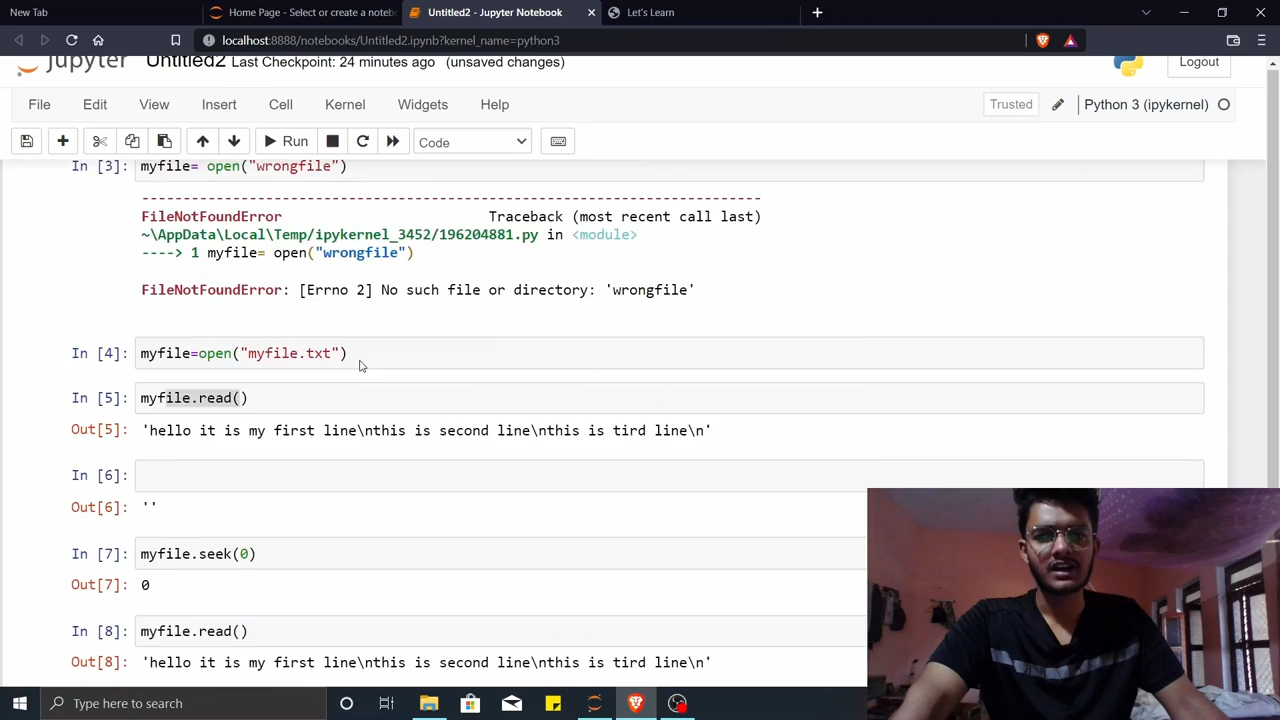 New Tab
Home Page - Select or create a noteb
Untitled2 - Jupyter Notebook
Let's Learn
localhost:8888/notebooks/Untitled2.ipynb?kernel_name=python3
jupyter Untitled2 Last Checkpoint: 24 minutes ago (unsaved changes)
Logout
File Edit View Insert Cell Kernel Widgets Help
Trusted
Python 3 (ipykernel)
Run
Code
In [3]: myfile= open("wrongfile")
---------------------------------------------------------------------------
FileNotFoundError Traceback (most recent call last)
~\AppData\Local\Temp/ipykernel_3452/196204881.py in <module>
----> 1 myfile= open("wrongfile")
FileNotFoundError: [Errno 2] No such file or directory: 'wrongfile'
In [4]: myfile=open("myfile.txt")
In [5]: myfile.read()
Out[5]: 'hello it is my first line\nthis is second line\nthis is tird line\n'
In [6]:
Out[6]: ''
In [7]: myfile.seek(0)
Out[7]: 0
In [8]: myfile.read()
Out[8]: 'hello it is my first line\nthis is second line\nthis is tird line\n'
Type here to search